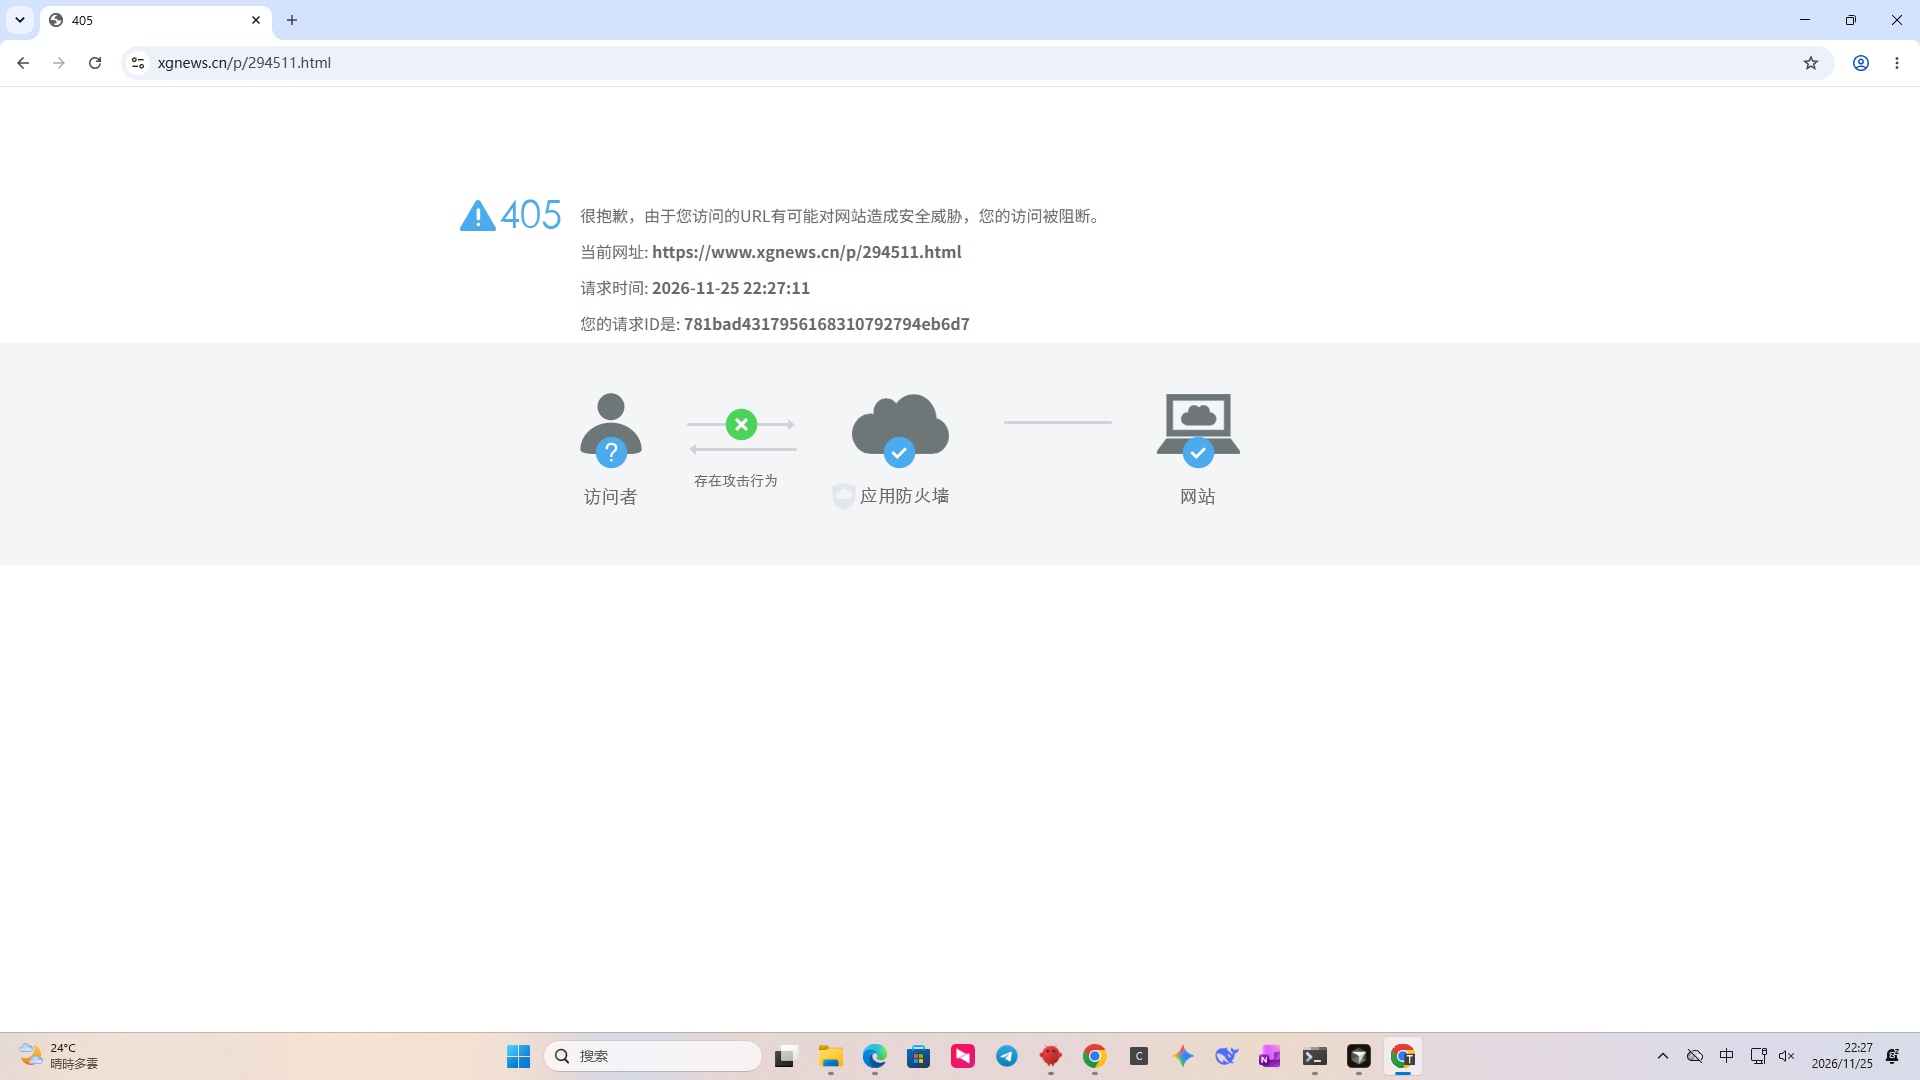 405
xgnews.cn/p/294511.html
405
很抱歉，由于您访问的URL有可能对网站造成安全威胁，您的访问被阻断。
当前网址: https://www.xgnews.cn/p/294511.html
请求时间: 2026-11-25 22:27:11
您的请求ID是: 781bad4317956168310792794eb6d7
存在攻击行为
访问者
应用防火墙
网站
24°C
晴時多雲
搜索
中
22:27
2026/11/25